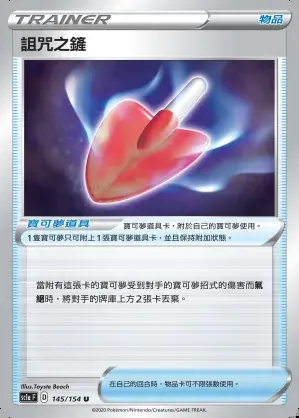 TRAINER 物品
詛咒之鏟
寶可夢道具 寶可夢道具卡，附於自己的寶可夢使用。
1隻寶可夢只可附上1張寶可夢道具卡，並且保持附加狀態。
當附有這張卡的寶可夢受到對手的寶可夢招式的傷害而氣
絕時，將對手的牌庫上方2張卡丟棄。
Illus.Toyste Beach
sc1a F D 145/154 U
在自己的回合時，物品卡可不限張數使用。
©2020 Pokémon/Nintendo/Creatures/GAME FREAK.